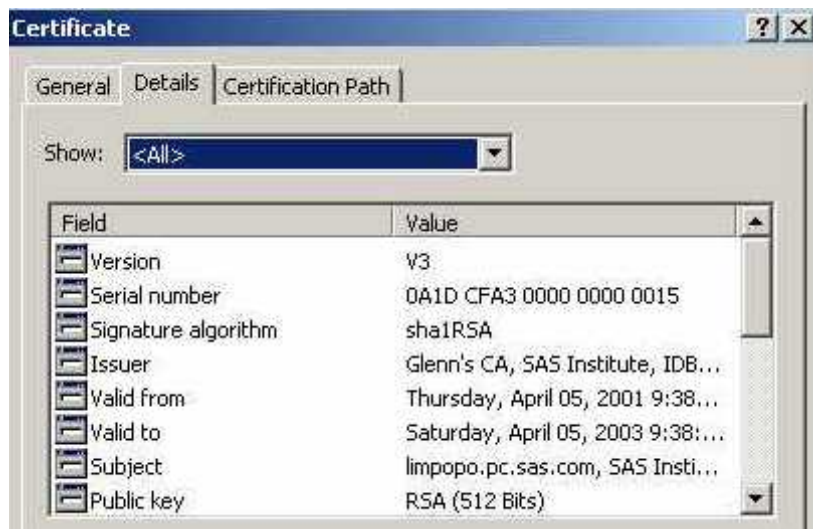 Certificate
General Details Certification Path
Show: <All>
Field Value
Version V3
Serial number 0A1D CFA3 0000 0000 0015
Signature algorithm sha1RSA
Issuer Glenn's CA, SAS Institute, IDB...
Valid from Thursday, April 05, 2001 9:38...
Valid to Saturday, April 05, 2003 9:38:...
Subject limpopo.pc.sas.com, SAS Insti...
Public key RSA (512 Bits)